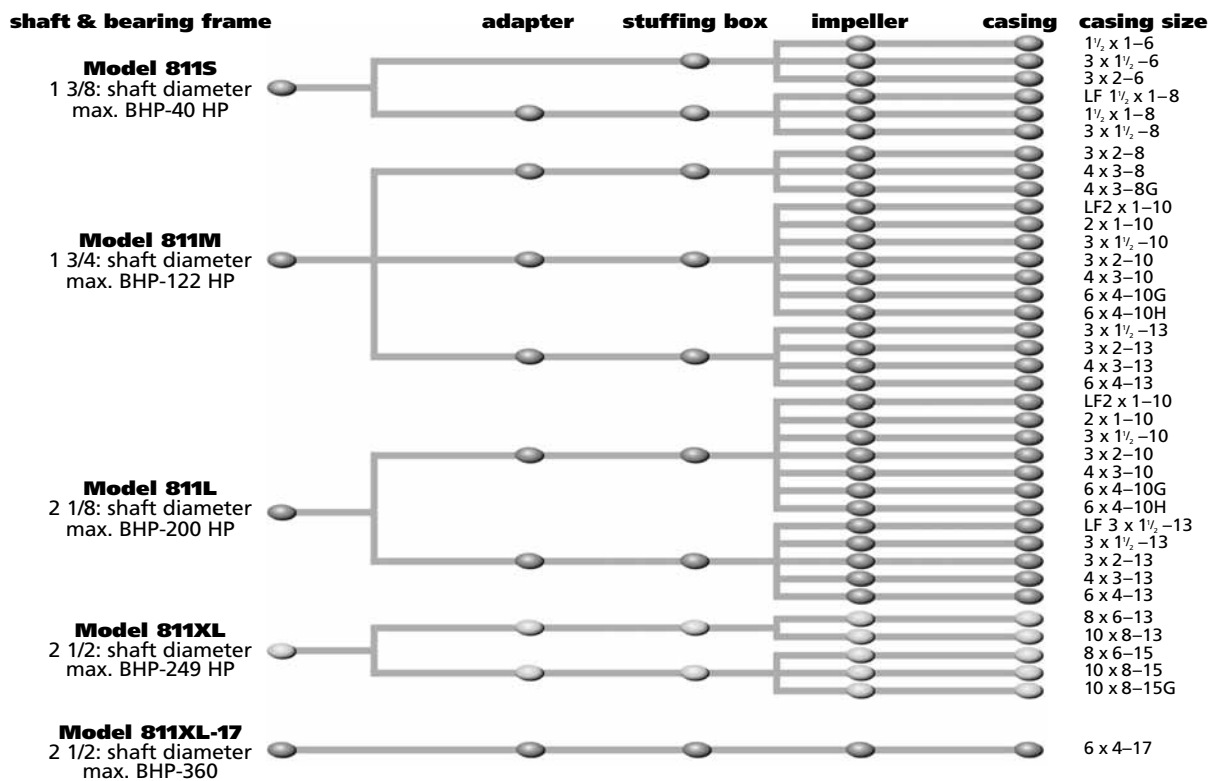 shaft & bearing frame adapter stuffing box impeller casing casing size
Model 811S
1 3/8: shaft diameter
max. BHP-40 HP
1½ x 1–6
3 x 1½ –6
3 x 2–6
LF 1½ x 1–8
1½ x 1–8
3 x 1½ –8
Model 811M
1 3/4: shaft diameter
max. BHP-122 HP
3 x 2–8
4 x 3–8
4 x 3–8G
LF2 x 1–10
2 x 1–10
3 x 1½ –10
3 x 2–10
4 x 3–10
6 x 4–10G
6 x 4–10H
3 x 1½ –13
3 x 2–13
4 x 3–13
6 x 4–13
Model 811L
2 1/8: shaft diameter
max. BHP-200 HP
LF2 x 1–10
2 x 1–10
3 x 1½ –10
3 x 2–10
4 x 3–10
6 x 4–10G
6 x 4–10H
LF 3 x 1½ –13
3 x 1½ –13
3 x 2–13
4 x 3–13
6 x 4–13
Model 811XL
2 1/2: shaft diameter
max. BHP-249 HP
8 x 6–13
10 x 8–13
8 x 6–15
10 x 8–15
10 x 8–15G
Model 811XL-17
2 1/2: shaft diameter
max. BHP-360
6 x 4–17